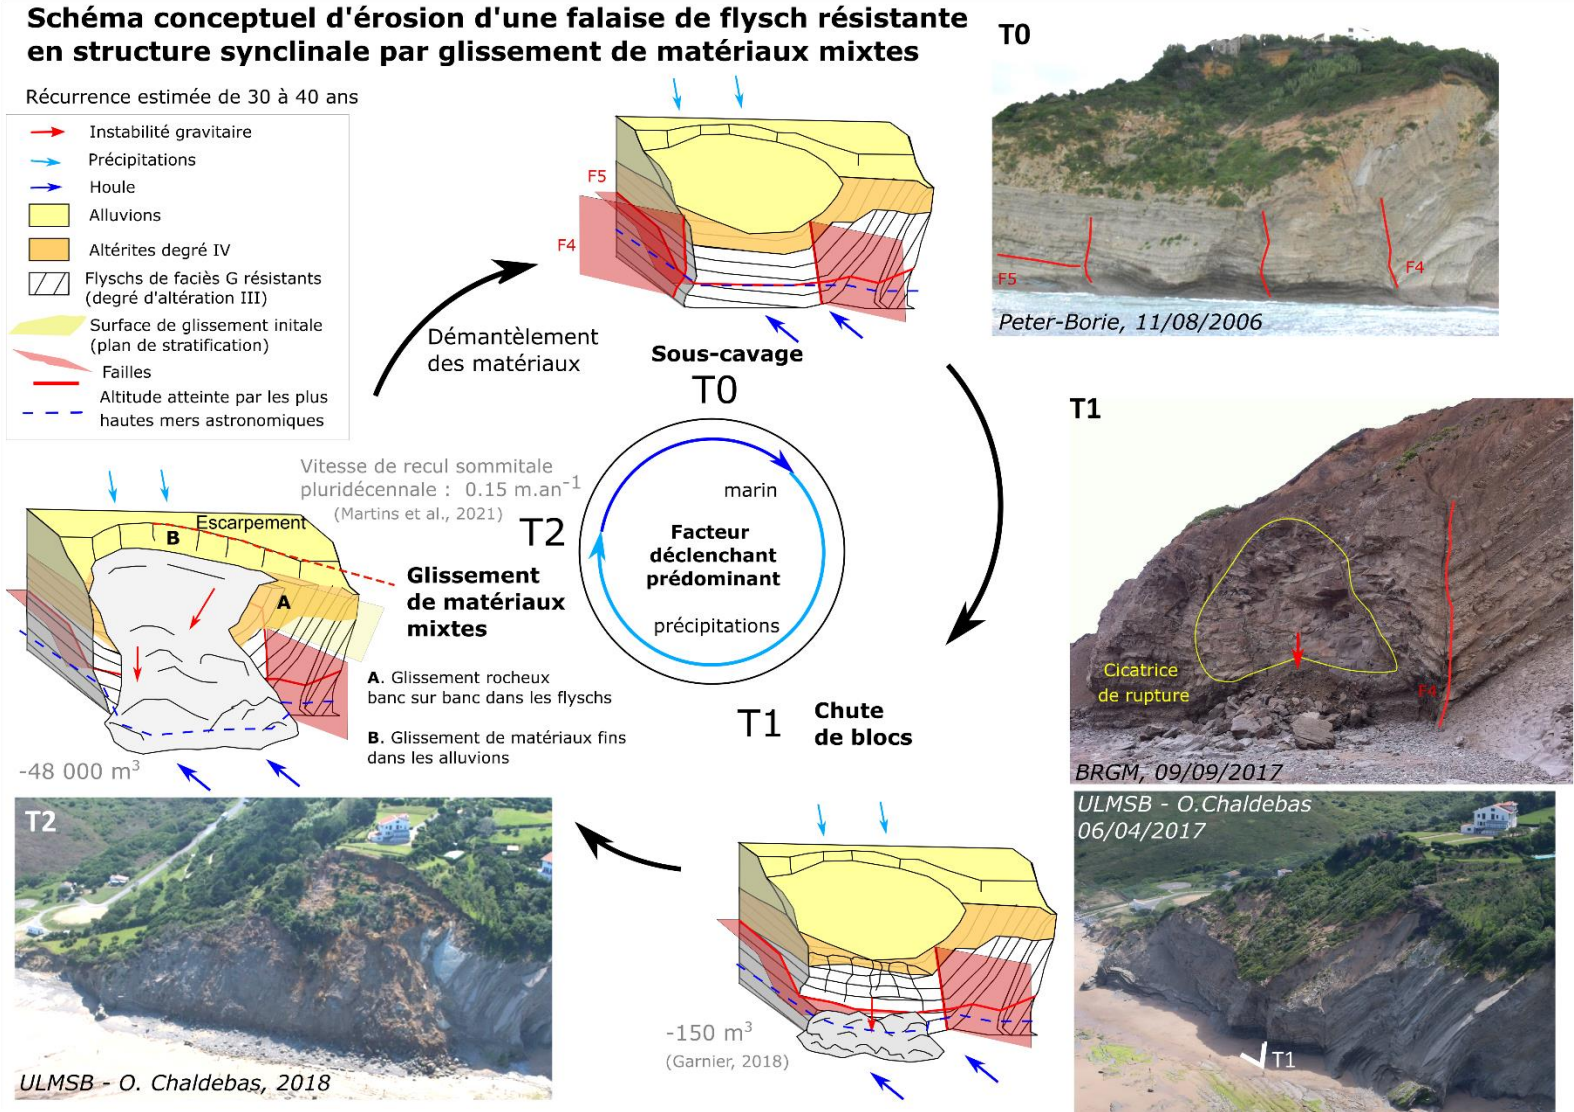 Schéma conceptuel d'érosion d'une falaise de flysch résistante
en structure synclinale par glissement de matériaux mixtes
Récurrence estimée de 30 à 40 ans
Instabilité gravitaire
Précipitations
Houle
Alluvions
Altérites degré IV
Flyschs de faciès G résistants
(degré d'altération III)
Surface de glissement initale
(plan de stratification)
Failles
Altitude atteinte par les plus
hautes mers astronomiques
F5
F4
Démantèlement
des matériaux
Sous-cavage
T0
T0
F5
F4
Peter-Borie, 11/08/2006
Vitesse de recul sommitale
pluridécennale : 0.15 m.an⁻¹
(Martins et al., 2021)
T2
marin
Facteur
déclenchant
prédominant
précipitations
Escarpement
B
A
Glissement
de matériaux
mixtes
A. Glissement rocheux
banc sur banc dans les flyschs
B. Glissement de matériaux fins
dans les alluvions
-48 000 m³
T1
Chute
de blocs
T1
Cicatrice
de rupture
F4
BRGM, 09/09/2017
T2
ULMSB - O. Chaldebas, 2018
-150 m³
(Garnier, 2018)
ULMSB - O.Chaldebas
06/04/2017
T1